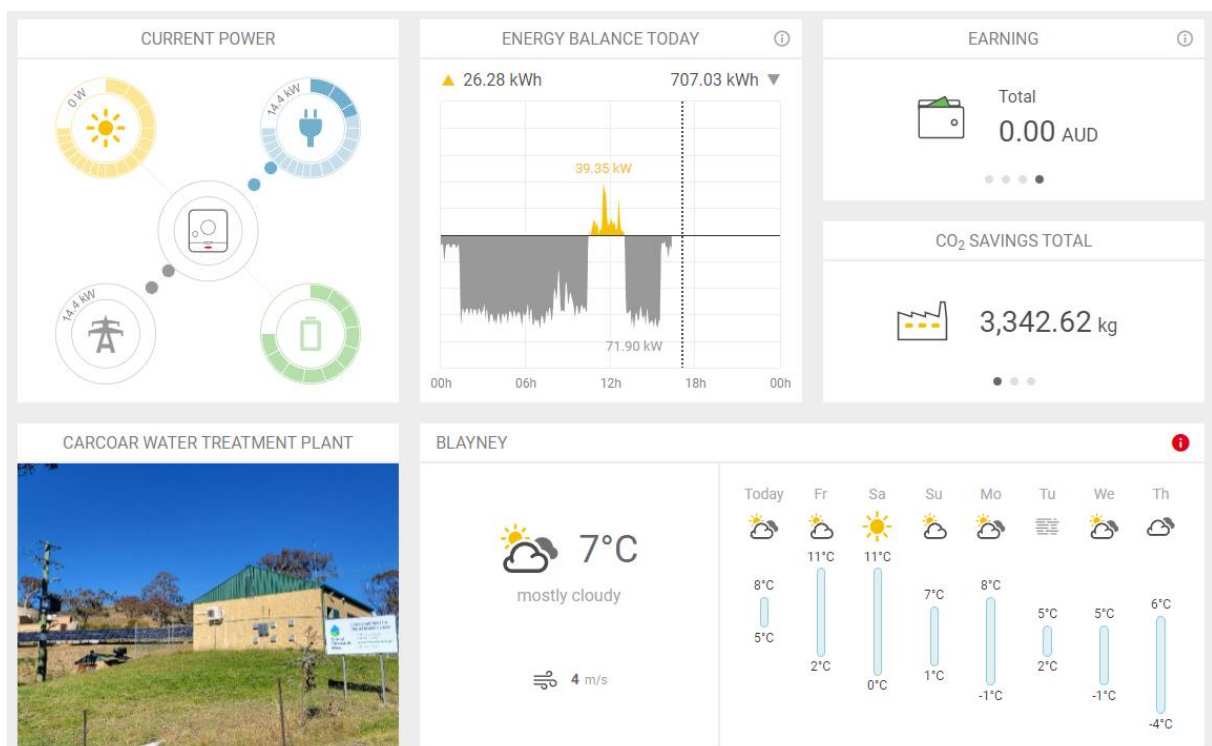 CURRENT POWER
0 W
14.4 kW
14.4 kW
ENERGY BALANCE TODAY
26.28 kWh
707.03 kWh
39.35 kW
71.90 kW
00h 06h 12h 18h 00h
EARNING
Total
0.00 AUD
CO₂ SAVINGS TOTAL
3,342.62 kg
CARCOAR WATER TREATMENT PLANT
BLAYNEY
7°C
mostly cloudy
4 m/s
Today Fr Sa Su Mo Tu We Th
8°C 11°C 11°C 7°C 8°C 5°C 5°C 6°C
5°C 2°C 0°C 1°C -1°C 2°C -1°C -4°C